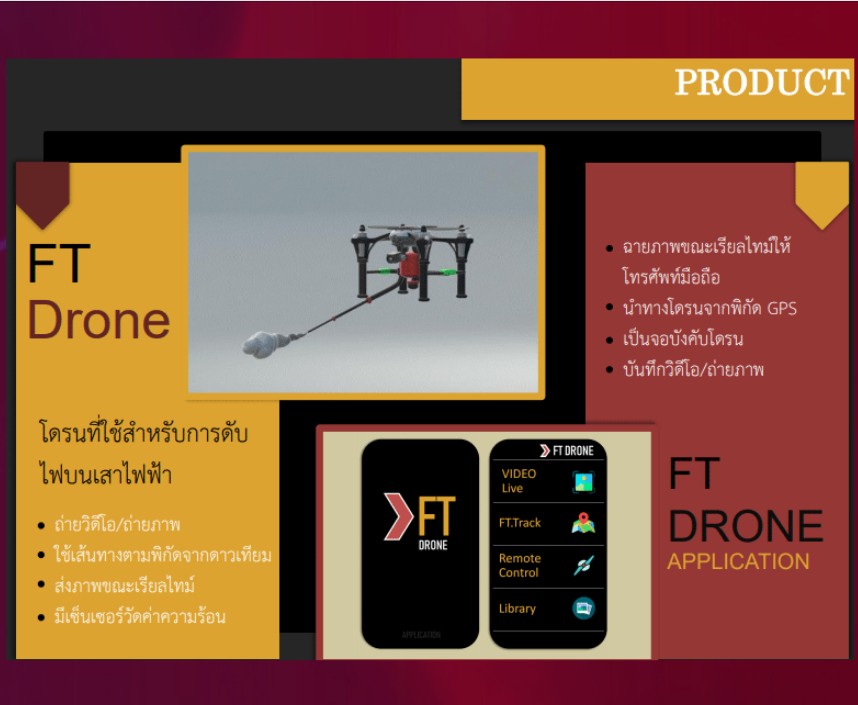 PRODUCT
FT
Drone
โดรนที่ใช้สำหรับการดับ
ไฟบนเสาไฟฟ้า
ถ่ายวิดีโอ/ถ่ายภาพ
ใช้เส้นทางตามพิกัดจากดาวเทียม
ส่งภาพขณะเรียลไทม์
มีเซ็นเซอร์วัดค่าความร้อน
ฉายภาพขณะเรียลไทม์ให้
โทรศัพท์มือถือ
นำทางโดรนจากพิกัด GPS
เป็นจอบังคับโดรน
บันทึกวิดีโอ/ถ่ายภาพ
FT
DRONE
APPLICATION
FT DRONE
VIDEO
Live
FT.Track
Remote
Control
Library
FT
DRONE
APPLICATION